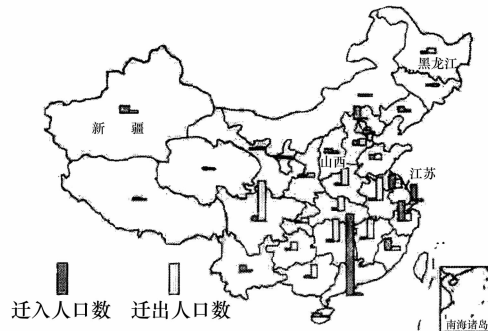 黑龙江
新疆
山西
江苏
迁入人口数 迁出人口数
南海诸岛